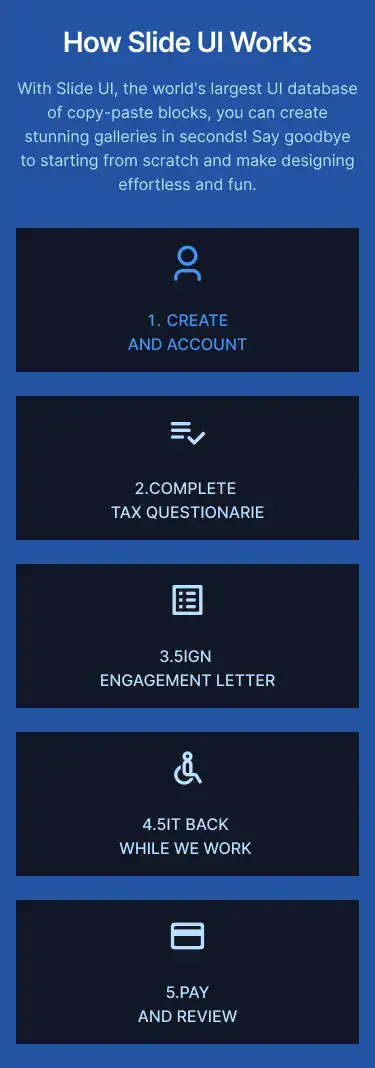 How Slide UI Works
With Slide UI, the world's largest UI database
of copy-paste blocks, you can create
stunning galleries in seconds! Say goodbye
to starting from scratch and make designing
effortless and fun.
1. CREATE
AND ACCOUNT
2.COMPLETE
TAX QUESTIONARIE
3.5IGN
ENGAGEMENT LETTER
4.5IT BACK
WHILE WE WORK
5.PAY
AND REVIEW